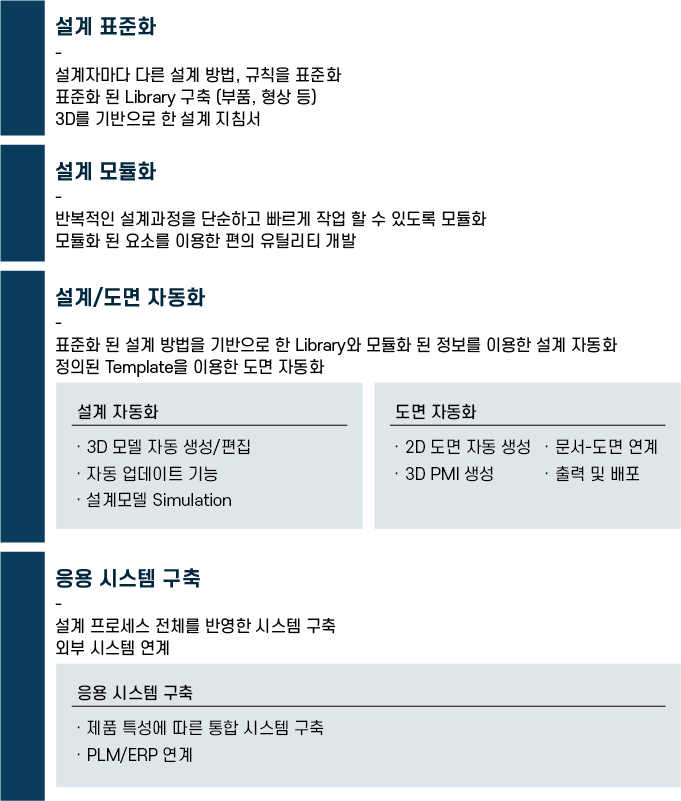 설계 표준화
-
설계자마다 다른 설계 방법, 규칙을 표준화
표준화 된 Library 구축 (부품, 형상 등)
3D를 기반으로 한 설계 지침서
설계 모듈화
-
반복적인 설계과정을 단순하고 빠르게 작업 할 수 있도록 모듈화
모듈화 된 요소를 이용한 편의 유틸리티 개발
설계/도면 자동화
-
표준화 된 설계 방법을 기반으로 한 Library와 모듈화 된 정보를 이용한 설계 자동화
정의된 Template을 이용한 도면 자동화
설계 자동화
· 3D 모델 자동 생성/편집
· 자동 업데이트 기능
· 설계모델 Simulation
도면 자동화
· 2D 도면 자동 생성
· 3D PMI 생성
· 문서-도면 연계
· 출력 및 배포
응용 시스템 구축
-
설계 프로세스 전체를 반영한 시스템 구축
외부 시스템 연계
응용 시스템 구축
· 제품 특성에 따른 통합 시스템 구축
· PLM/ERP 연계